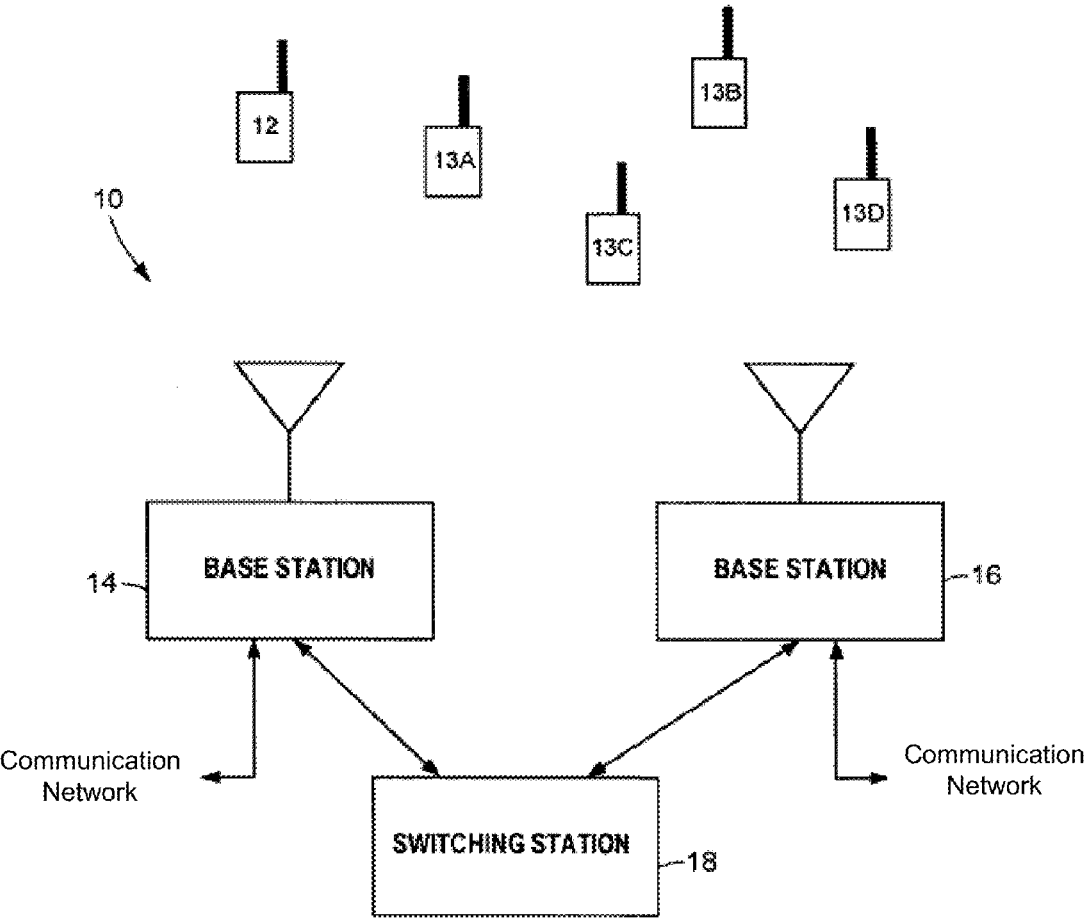 13B
12
13A
13D
10
13C
BASE STATION
BASE STATION
14
16
Communication
Network
Communication
Network
SWITCHING STATION
18